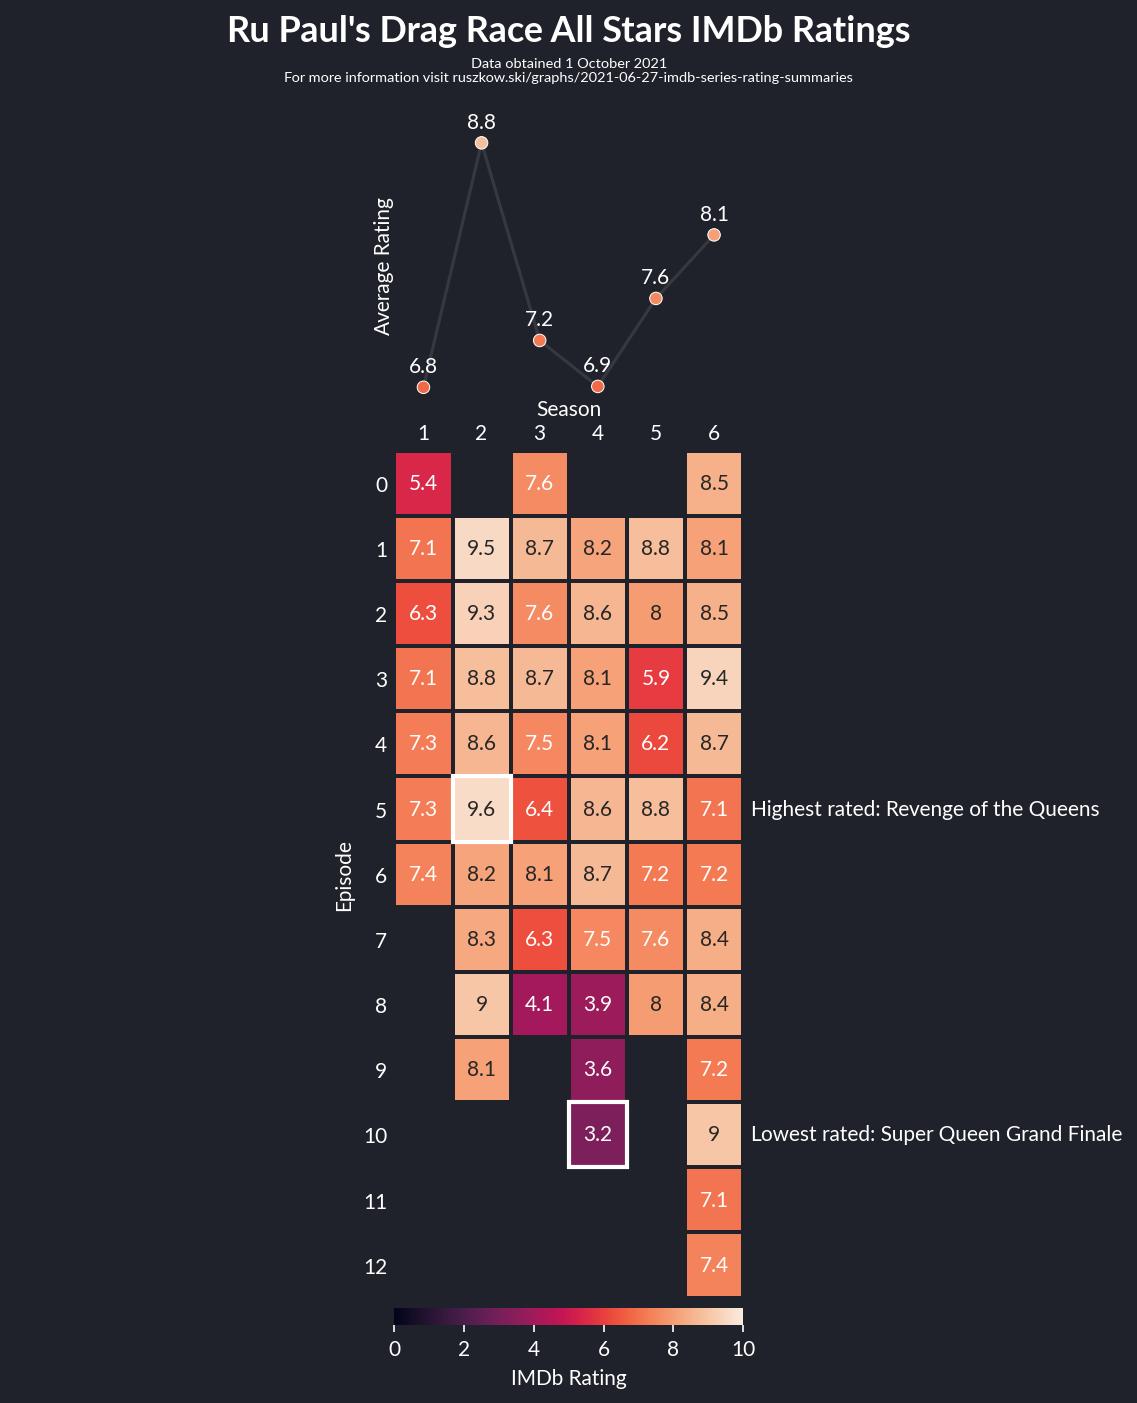 Ru Paul's Drag Race All Stars IMDb Ratings
Data obtained 1 October 2021
For more information visit ruszkow.ski/graphs/2021-06-27-imdb-series-rating-summaries
8.8
8.1
7.6
7.2
6.8
6.9
Average Rating
Season
1 2 3 4 5 6
0 5.4 7.6 8.5
1 7.1 9.5 8.7 8.2 8.8 8.1
2 6.3 9.3 7.6 8.6 8 8.5
3 7.1 8.8 8.7 8.1 5.9 9.4
4 7.3 8.6 7.5 8.1 6.2 8.7
5 7.3 9.6 6.4 8.6 8.8 7.1 Highest rated: Revenge of the Queens
Episode
6 7.4 8.2 8.1 8.7 7.2 7.2
7 8.3 6.3 7.5 7.6 8.4
8 9 4.1 3.9 8 8.4
9 8.1 3.6 7.2
10 3.2 9 Lowest rated: Super Queen Grand Finale
11 7.1
12 7.4
0 2 4 6 8 10
IMDb Rating